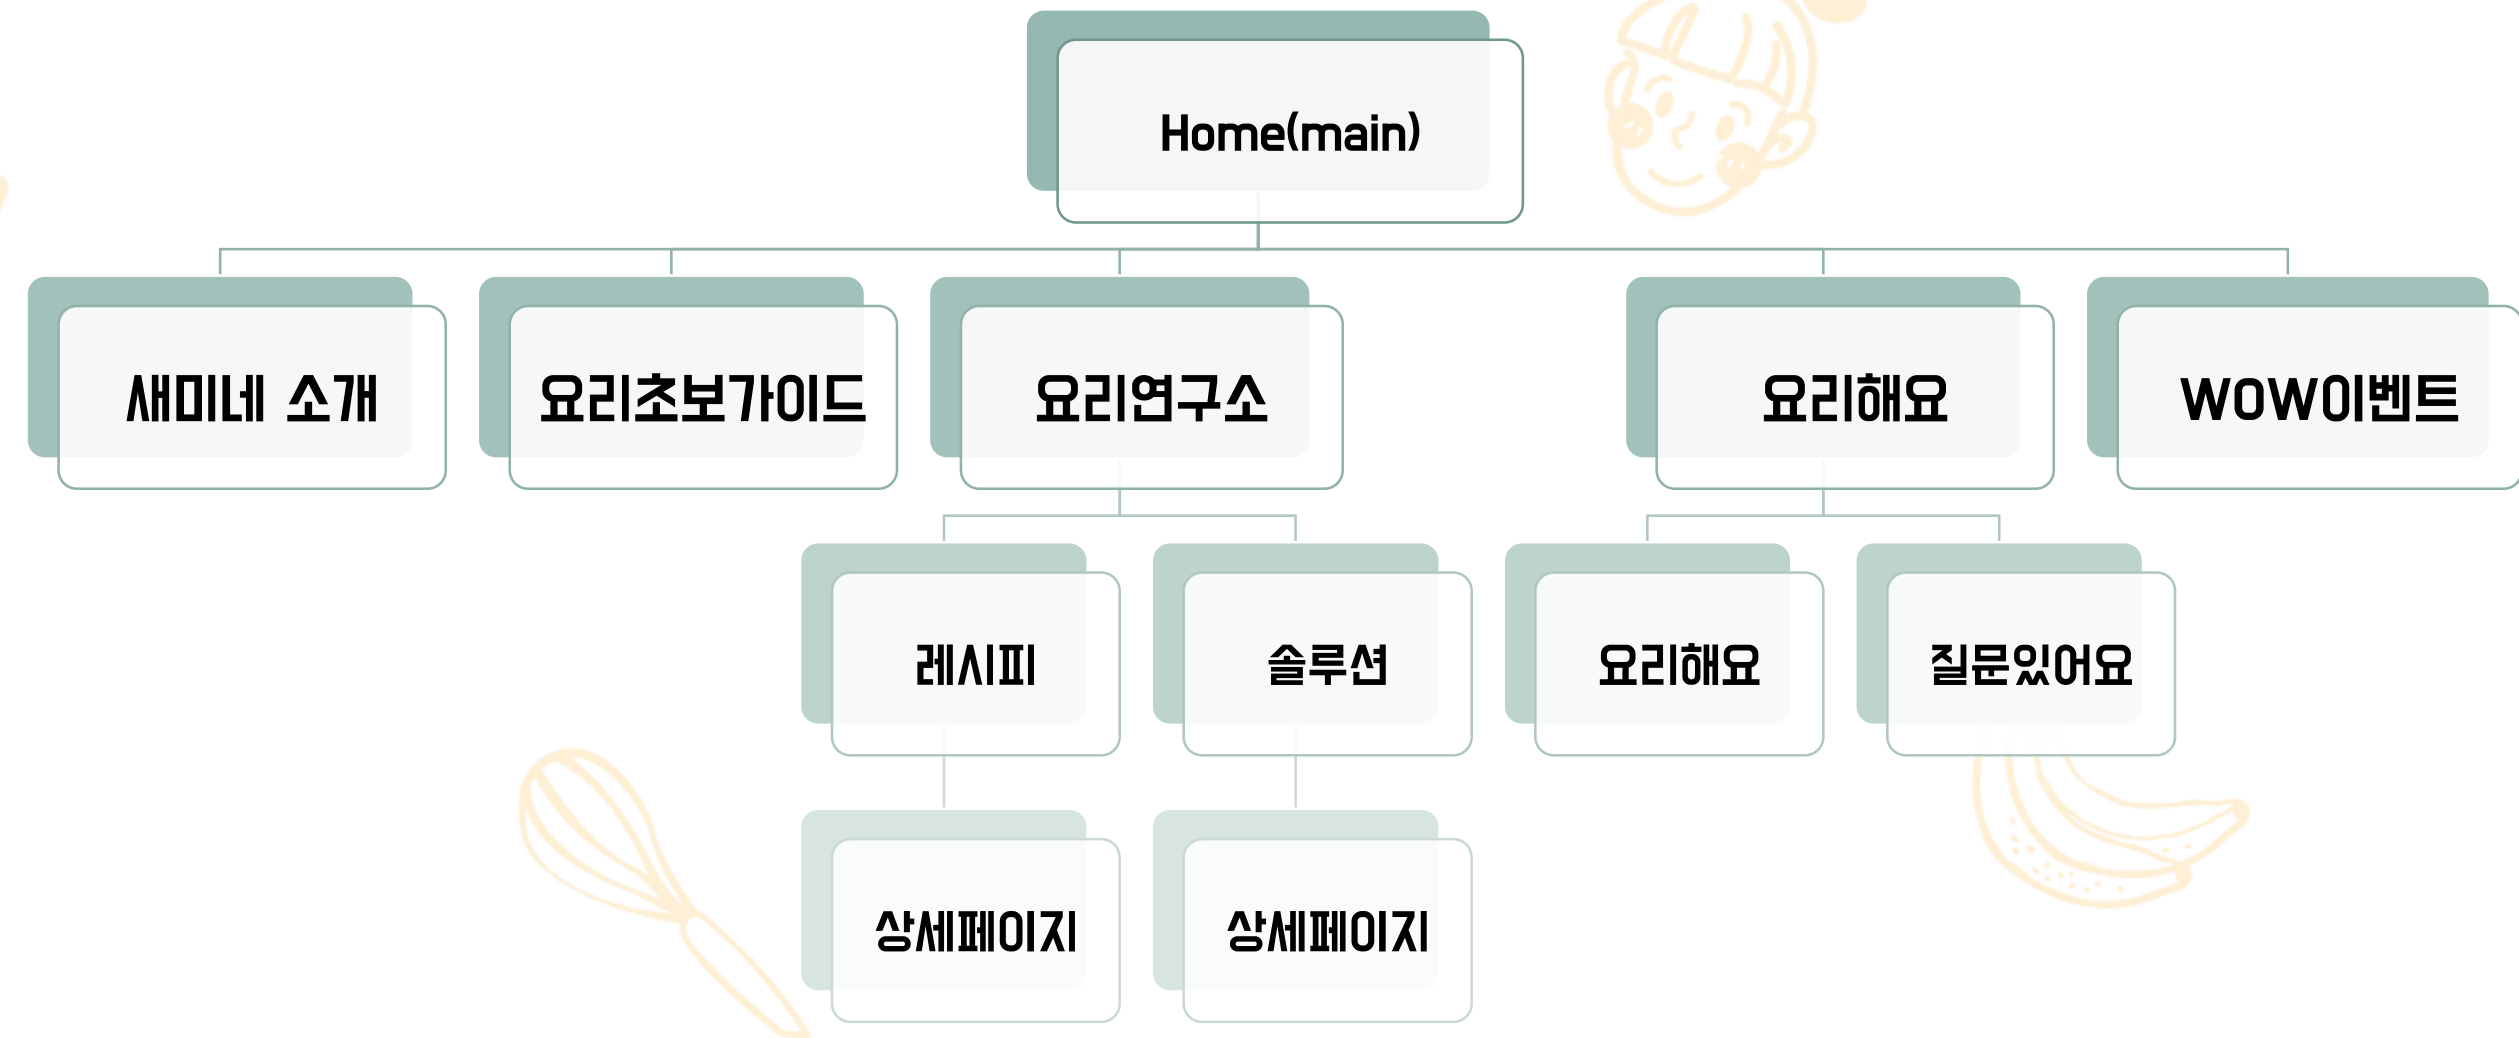 Home(main)
쌔미네 소개
요리초보가이드
요리연구소
요리해요
WOW이벤트
레시피
솔루션
요리했요
질문있어요
상세페이지
상세페이지